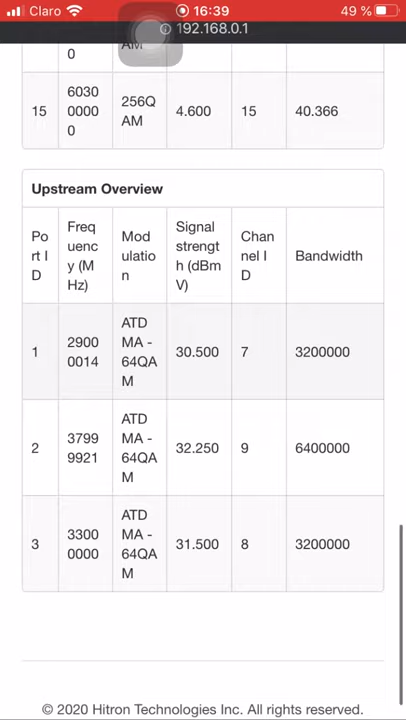 Claro
16:39
49 %
192.168.0.1
0
AM
15
6030
0000
0
256Q
AM
4.600
15
40.366
Upstream Overview
Po
rt I
D
Freq
uenc
y (M
Hz)
Mod
ulatio
n
Signal
strengt
h (dBm
V)
Chan
nel I
D
Bandwidth
1
2900
0014
ATD
MA -
64QA
M
30.500
7
3200000
2
3799
9921
ATD
MA -
64QA
M
32.250
9
6400000
3
3300
0000
ATD
MA -
64QA
M
31.500
8
3200000
© 2020 Hitron Technologies Inc. All rights reserved.